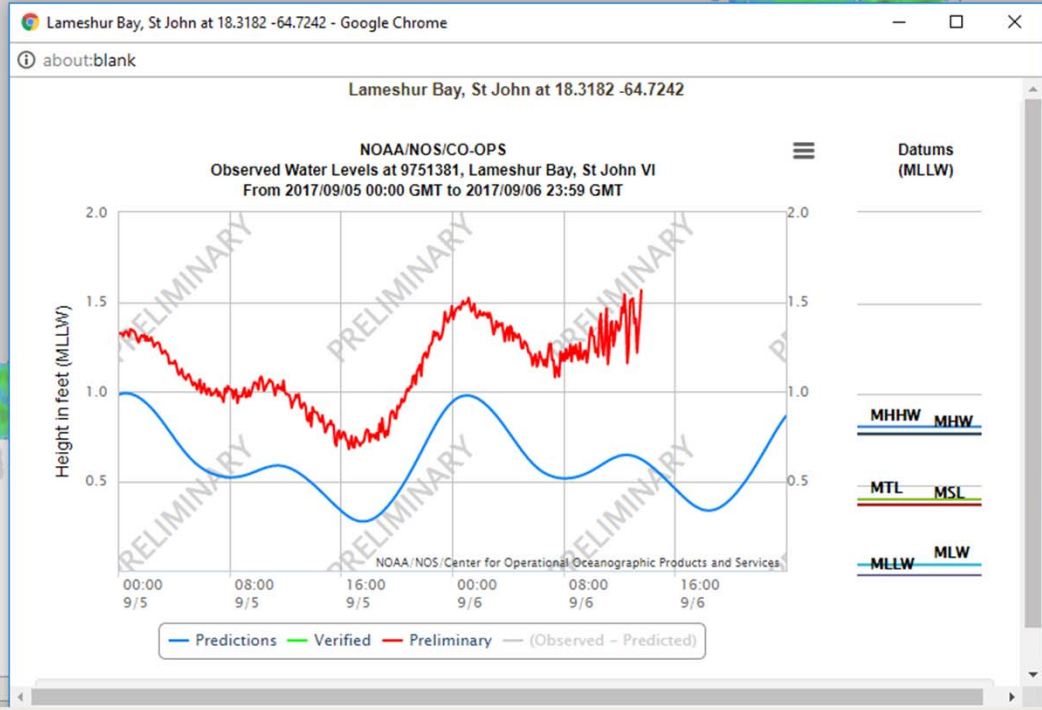 Lameshur Bay, St John at 18.3182 -64.7242 - Google Chrome
about:blank
Lameshur Bay, St John at 18.3182 -64.7242
NOAA/NOS/CO-OPS
Observed Water Levels at 9751381, Lameshur Bay, St John VI
From 2017/09/05 00:00 GMT to 2017/09/06 23:59 GMT
Datums
(MLLW)
Height in feet (MLLW)
2.0 2.0
1.5 1.5
1.0 1.0
0.5 0.5
PRELIMINARY PRELIMINARY PRELIMINARY
PRELIMINARY PRELIMINARY PRELIMINARY
MHHW MHW
MTL MSL
MLLW MLW
NOAA/NOS/Center for Operational Oceanographic Products and Services
00:00 08:00 16:00 00:00 08:00 16:00
9/5 9/5 9/5 9/6 9/6 9/6
Predictions Verified Preliminary (Observed - Predicted)